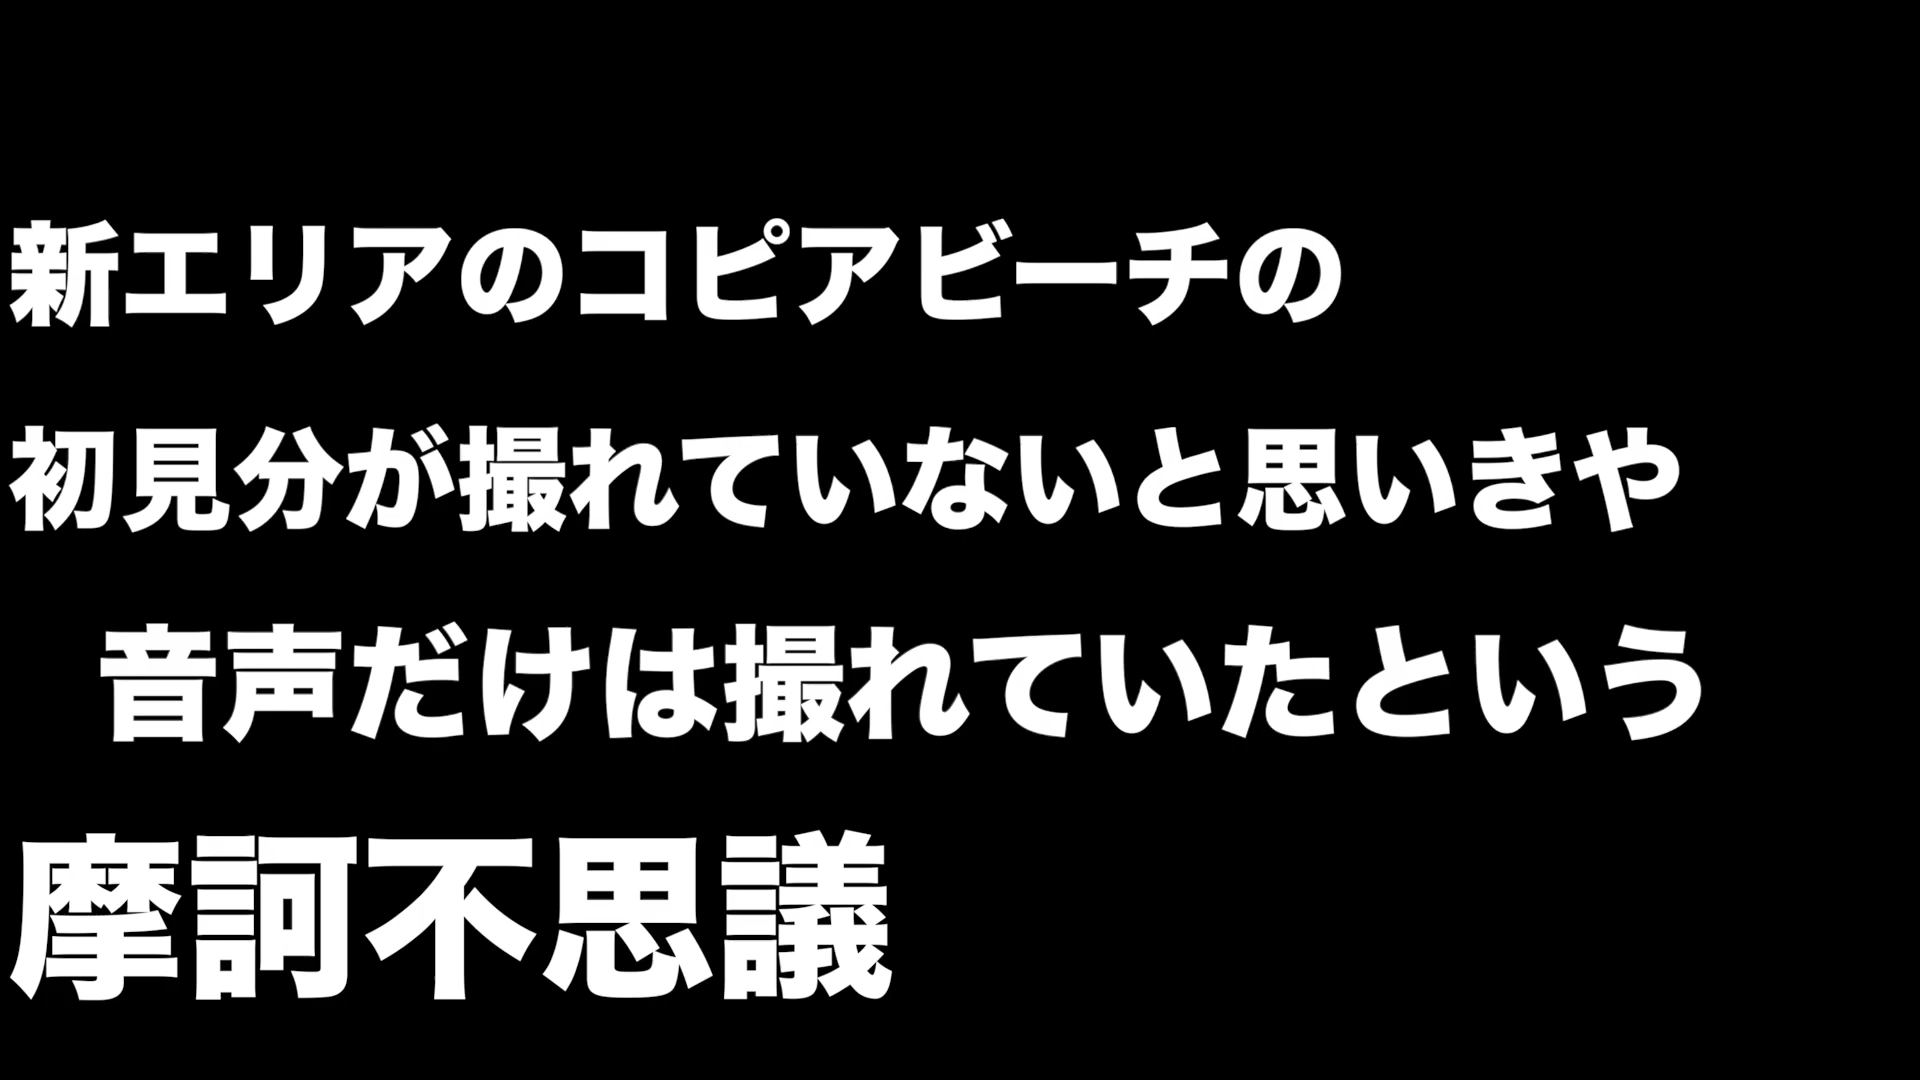 新エリアのコピアビーチの
初見分が撮れていないと思いきや
音声だけは撮れていたという
摩訶不思議